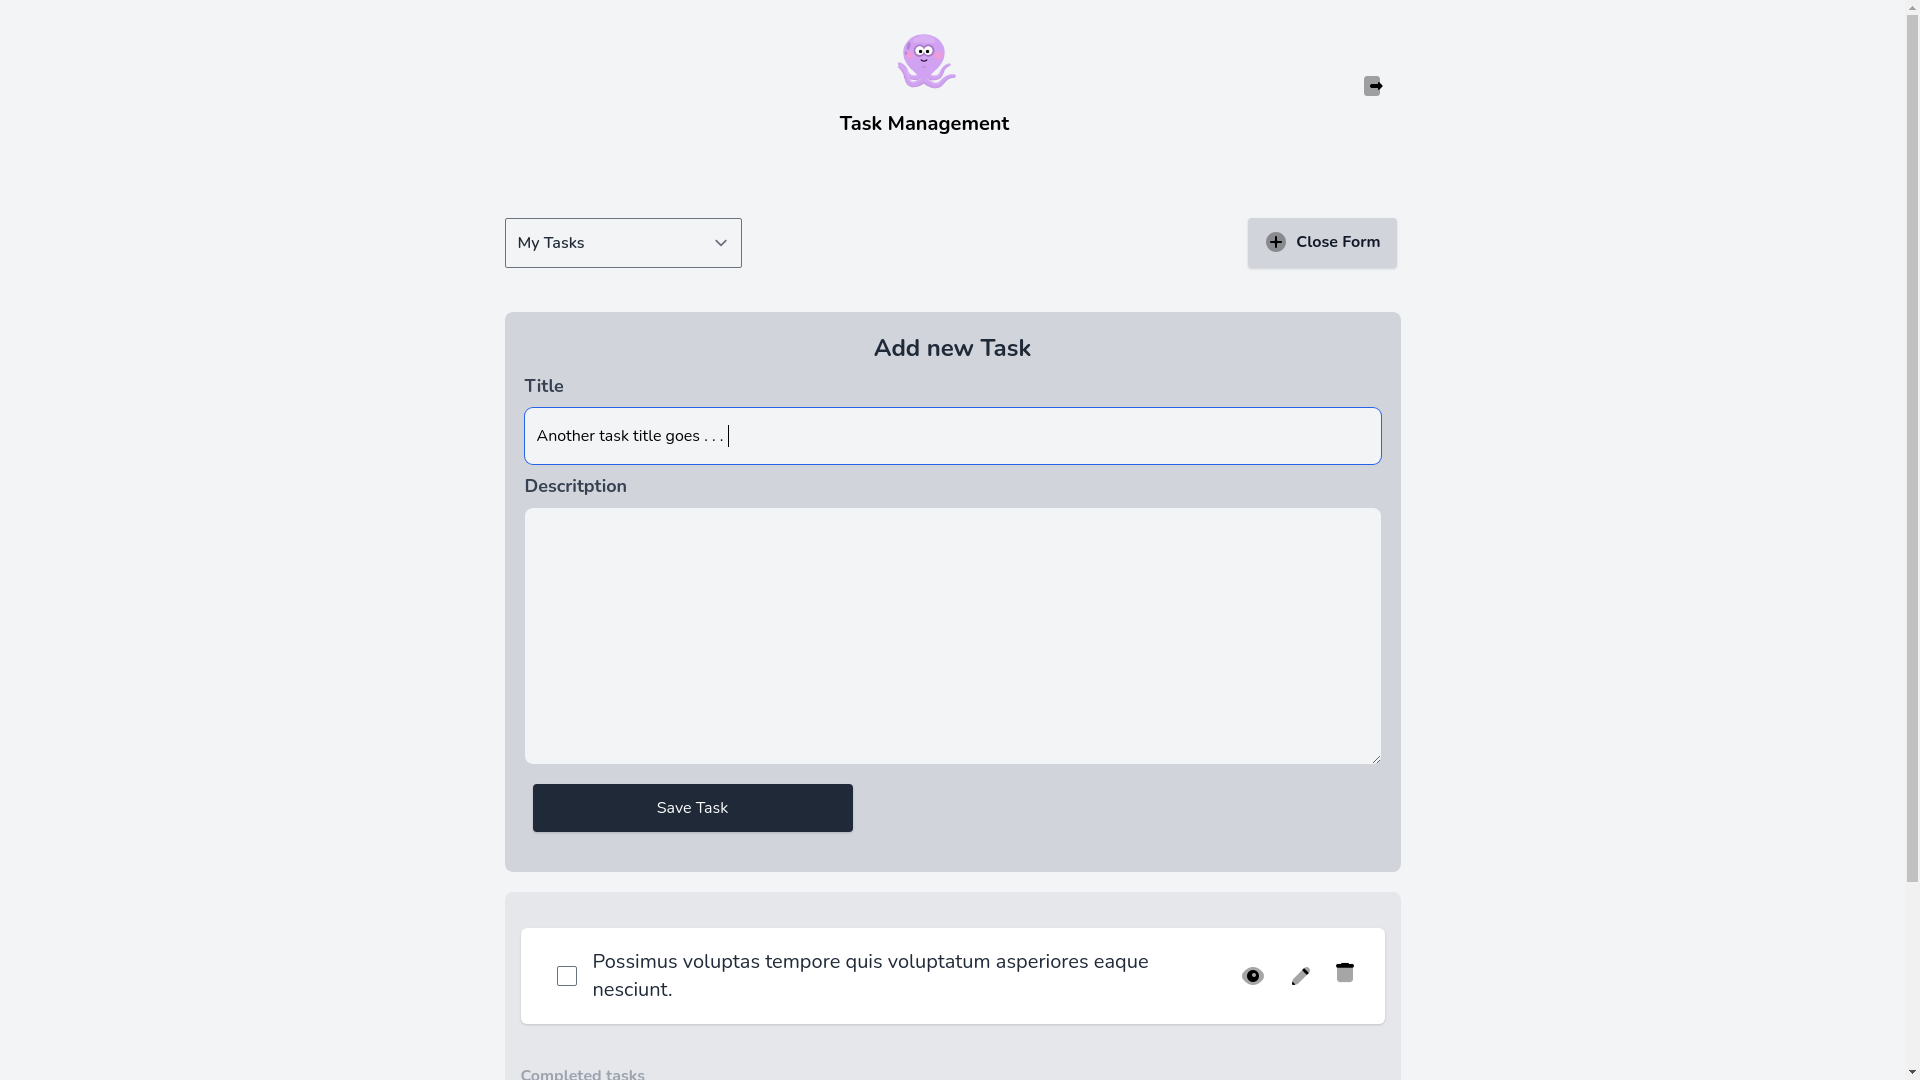 Task Management
My Tasks
Close Form
Add new Task
Title
Another task title goes . . .
Descritption
Save Task
Possimus voluptas tempore quis voluptatum asperiores eaque
nesciunt.
Completed tasks